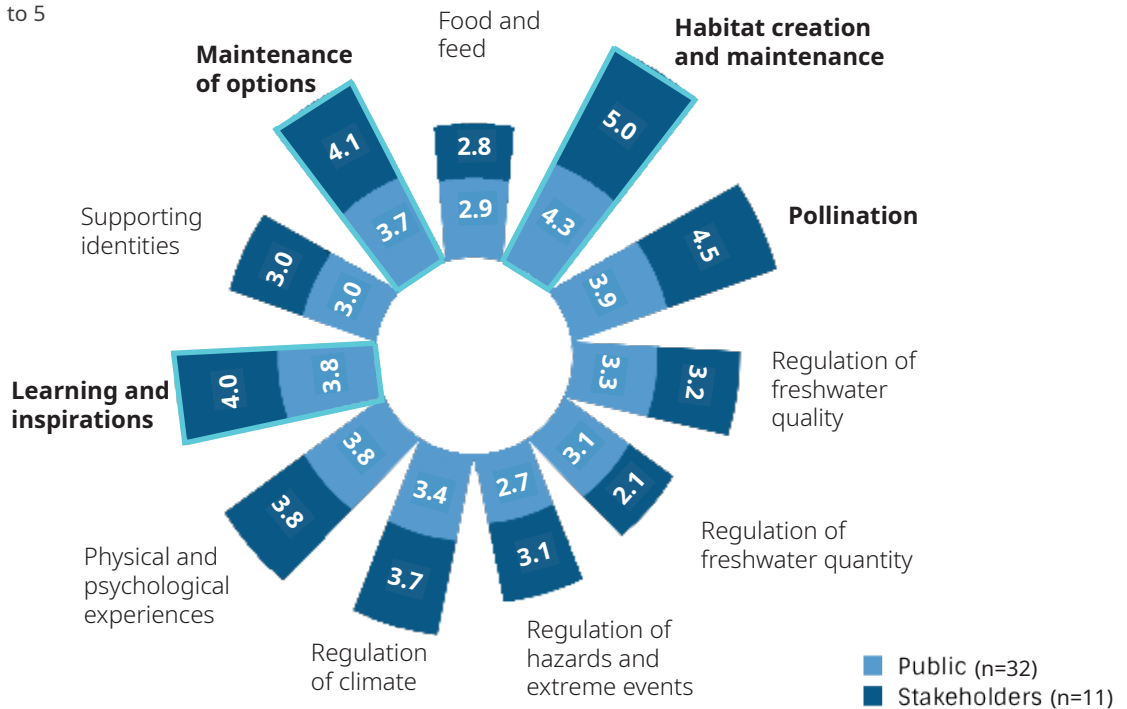 to 5
Food and
feed
Habitat creation
and maintenance
Maintenance
of options
5.0
4.1
2.8
2.9
4.3
3.7
Supporting
identities
Pollination
4.5
3.9
3.0
3.0
Regulation of
freshwater
quality
3.3
3.2
Learning and
inspirations
4.0
3.8
3.1
2.1
3.8
3.8
3.4
3.7
2.7
3.1
Regulation of
freshwater quantity
Physical and
psychological
experiences
Regulation
of climate
Regulation of
hazards and
extreme events
Public (n=32)
Stakeholders (n=11)